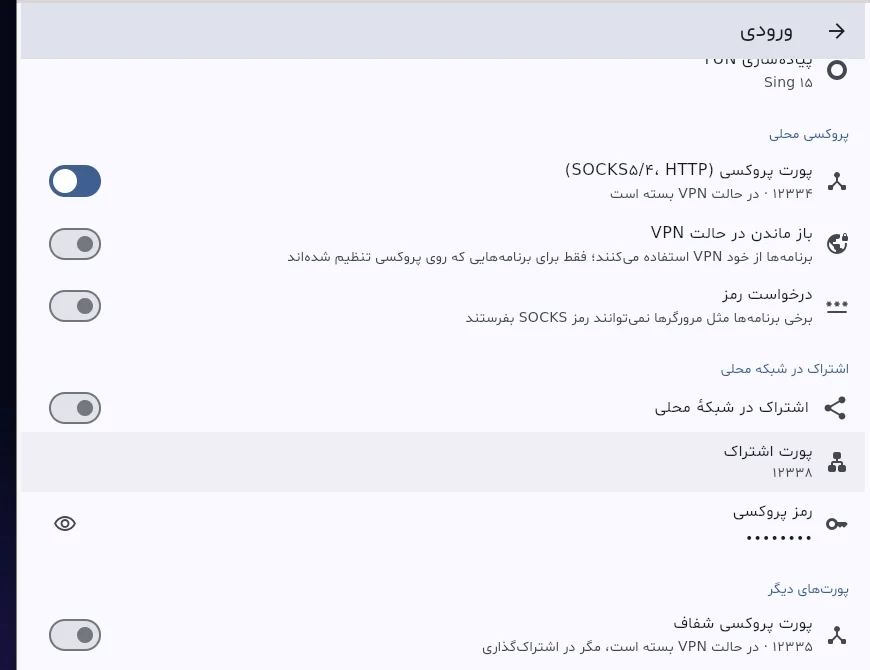 ورودی
پیاده‌سازی TUN
Sing ۱۵
پروکسی محلی
پورت پروکسی (SOCKS۵/۴، HTTP)
۱۲۳۳۴ · در حالت VPN بسته است
باز ماندن در حالت VPN
برنامه‌ها از خود VPN استفاده می‌کنند؛ فقط برای برنامه‌هایی که روی پروکسی تنظیم شده‌اند
درخواست رمز
برخی برنامه‌ها مثل مرورگرها نمی‌توانند رمز SOCKS بفرستند
اشتراک در شبکه محلی
اشتراک در شبکهٔ محلی
پورت اشتراک
۱۲۳۳۸
رمز پروکسی
••••••••
پورت‌های دیگر
پورت پروکسی شفاف
۱۲۳۳۵ · در حالت VPN بسته است، مگر در اشتراک‌گذاری